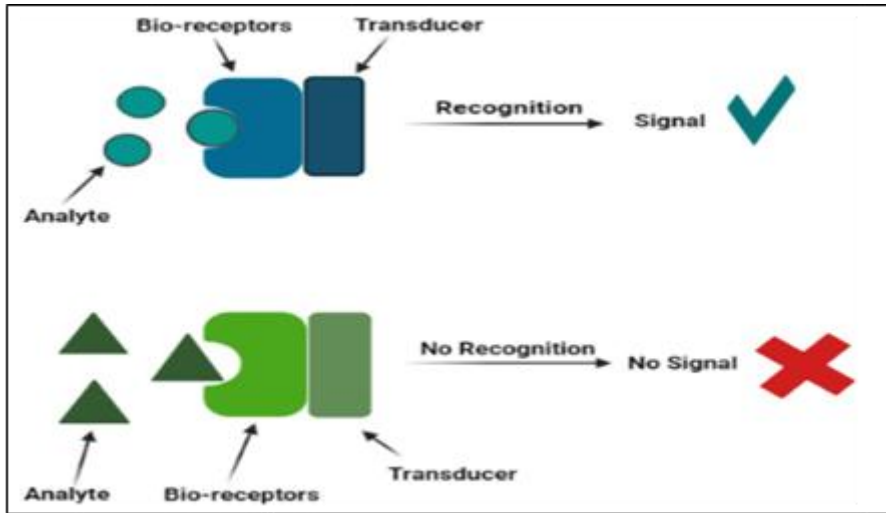 Bio-receptors
Transducer
Recognition
Signal
Analyte
No Recognition
No Signal
Transducer
Analyte
Bio-receptors